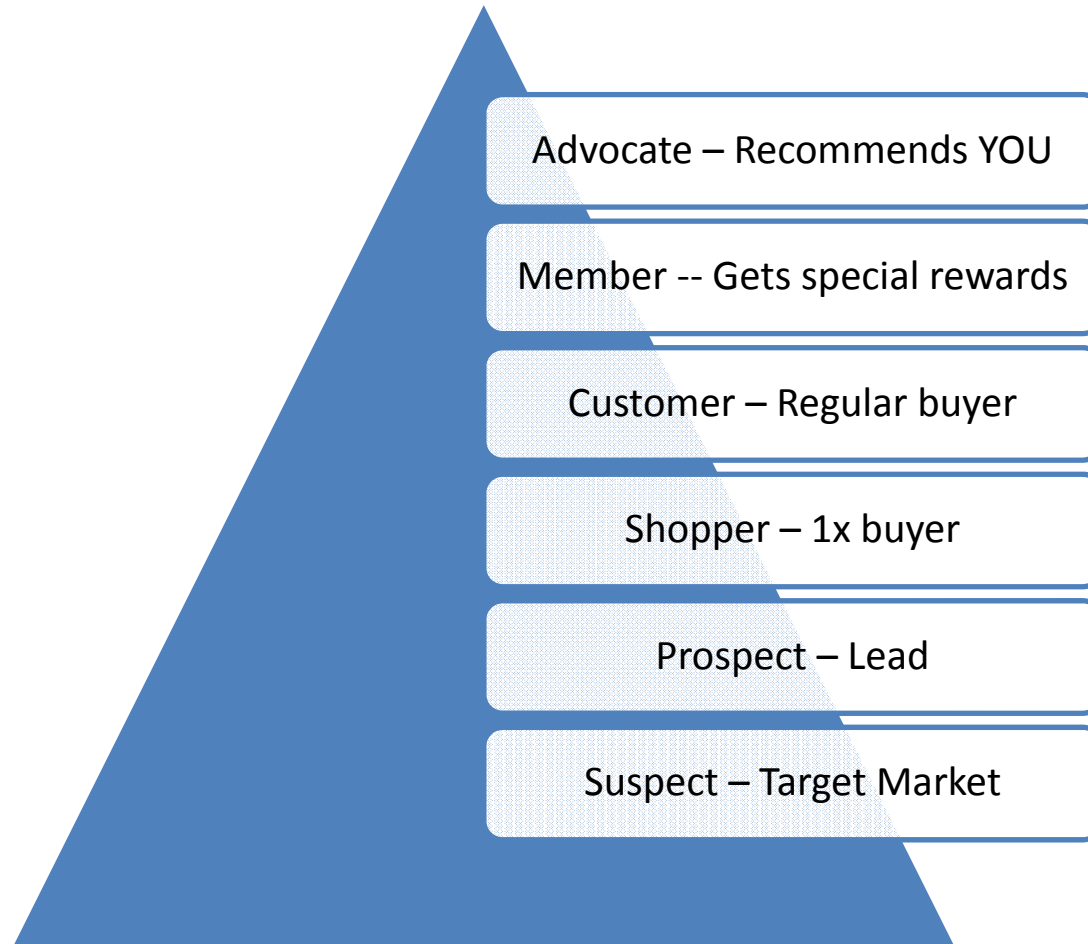 Advocate – Recommends YOU
Member -- Gets special rewards
Customer – Regular buyer
Shopper – 1x buyer
Prospect – Lead
Suspect – Target Market